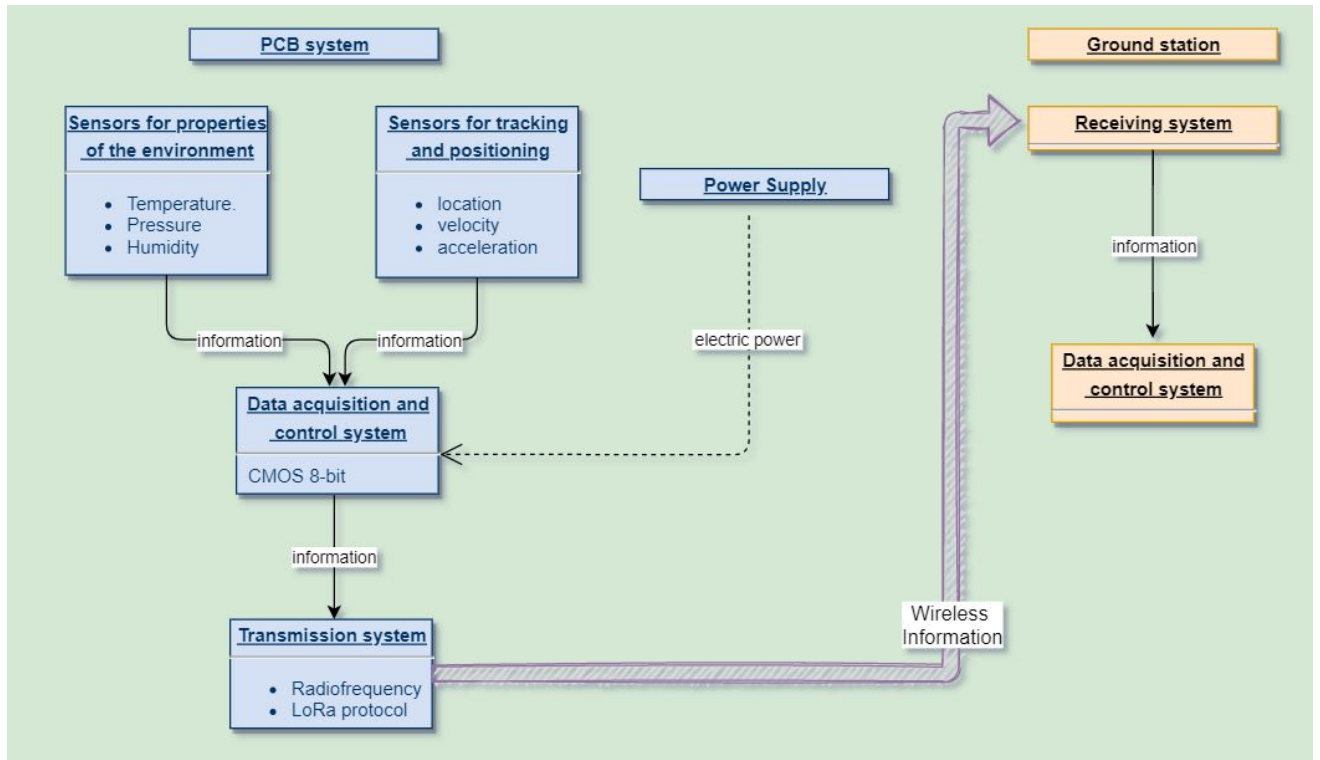 PCB system
Ground station
Sensors for properties
of the environment
• Temperature.
• Pressure
• Humidity
Sensors for tracking
and positioning
• location
• velocity
• acceleration
Power Supply
Receiving system
information
information
electric power
information
Data acquisition and
control system
CMOS 8-bit
Data acquisition and
control system
information
Transmission system
• Radiofrequency
• LoRa protocol
Wireless
Information